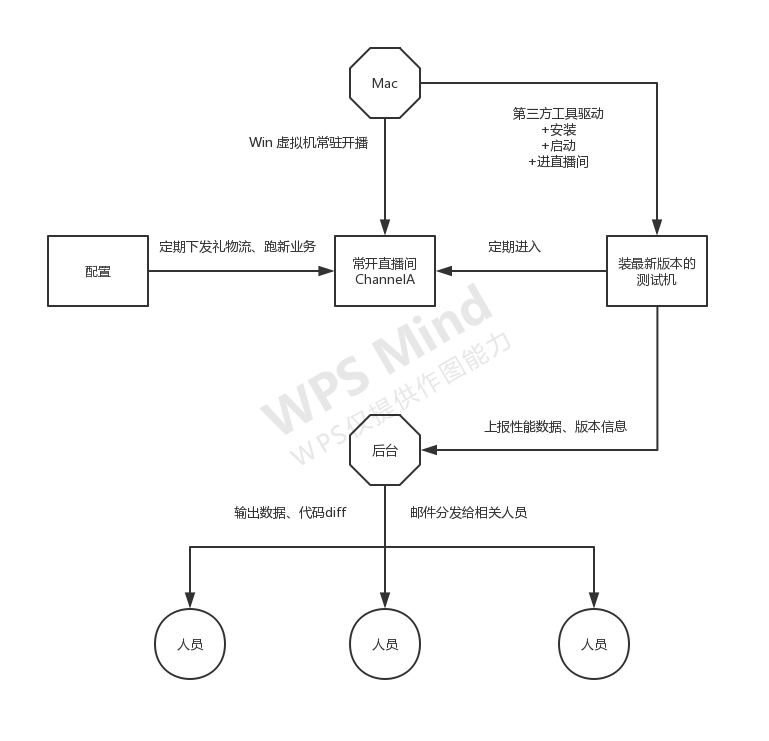 Mac
第三方工具驱动
+安装
+启动
+进直播间
Win 虚拟机常驻开播
定期下发礼物流、跑新业务
定期进入
配置
常开直播间
ChannelA
装最新版本的
测试机
WPS Mind
WPS仅提供作图能力
上报性能数据、版本信息
后台
输出数据、代码diff
邮件分发给相关人员
人员
人员
人员